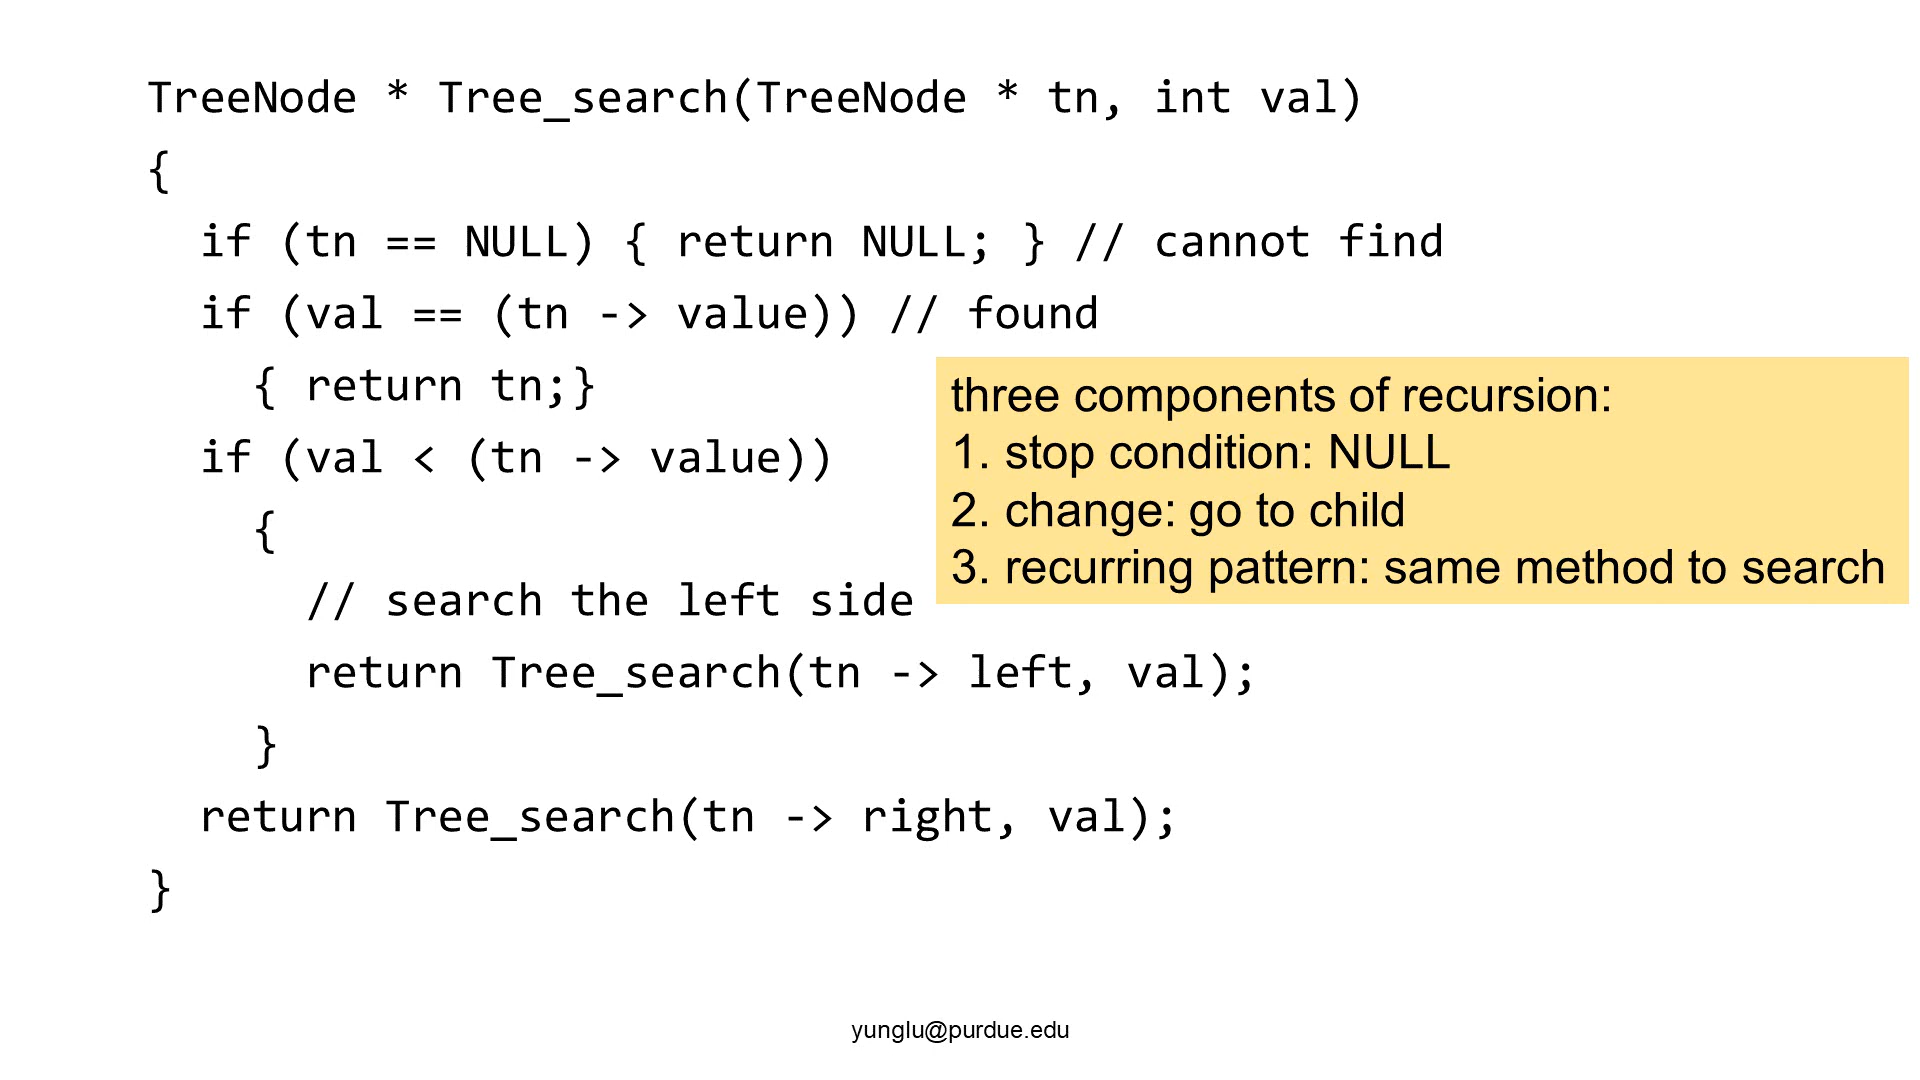 TreeNode * Tree_search(TreeNode * tn, int val)
{
  if (tn == NULL) { return NULL; } // cannot find
  if (val == (tn -> value)) // found
    { return tn;}
  if (val < (tn -> value))
    {
      // search the left side
      return Tree_search(tn -> left, val);
    }
  return Tree_search(tn -> right, val);
}
three components of recursion:
1. stop condition: NULL
2. change: go to child
3. recurring pattern: same method to search
yunglu@purdue.edu